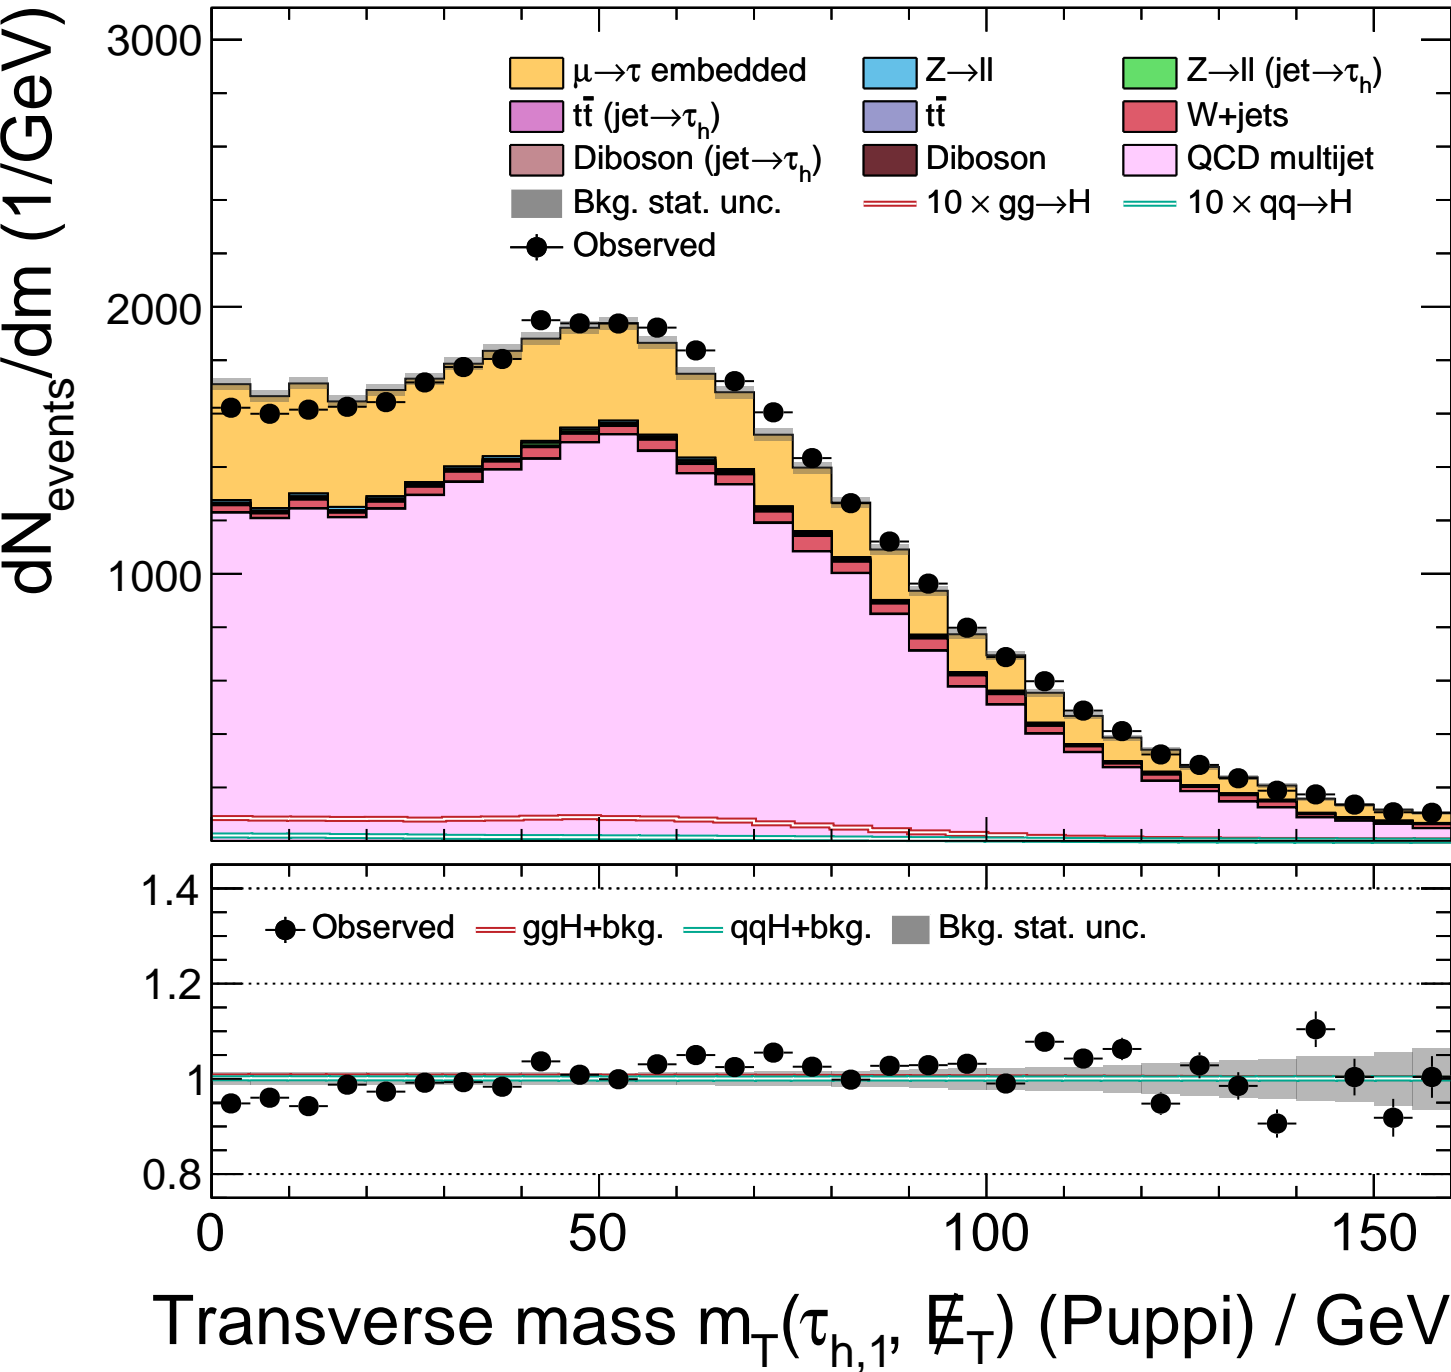 3000
2000
1000
dN_events/dm (1/GeV)
μ→τ embedded
Z→ll
Z→ll (jet→τ_h)
tt̄ (jet→τ_h)
tt̄
W+jets
Diboson (jet→τ_h)
Diboson
QCD multijet
Bkg. stat. unc.
10 × gg→H
10 × qq→H
Observed
1.4
1.2
1
0.8
Observed
ggH+bkg.
qqH+bkg.
Bkg. stat. unc.
0
50
100
150
Transverse mass m_T(τ_h,1, E̸_T) (Puppi) / GeV